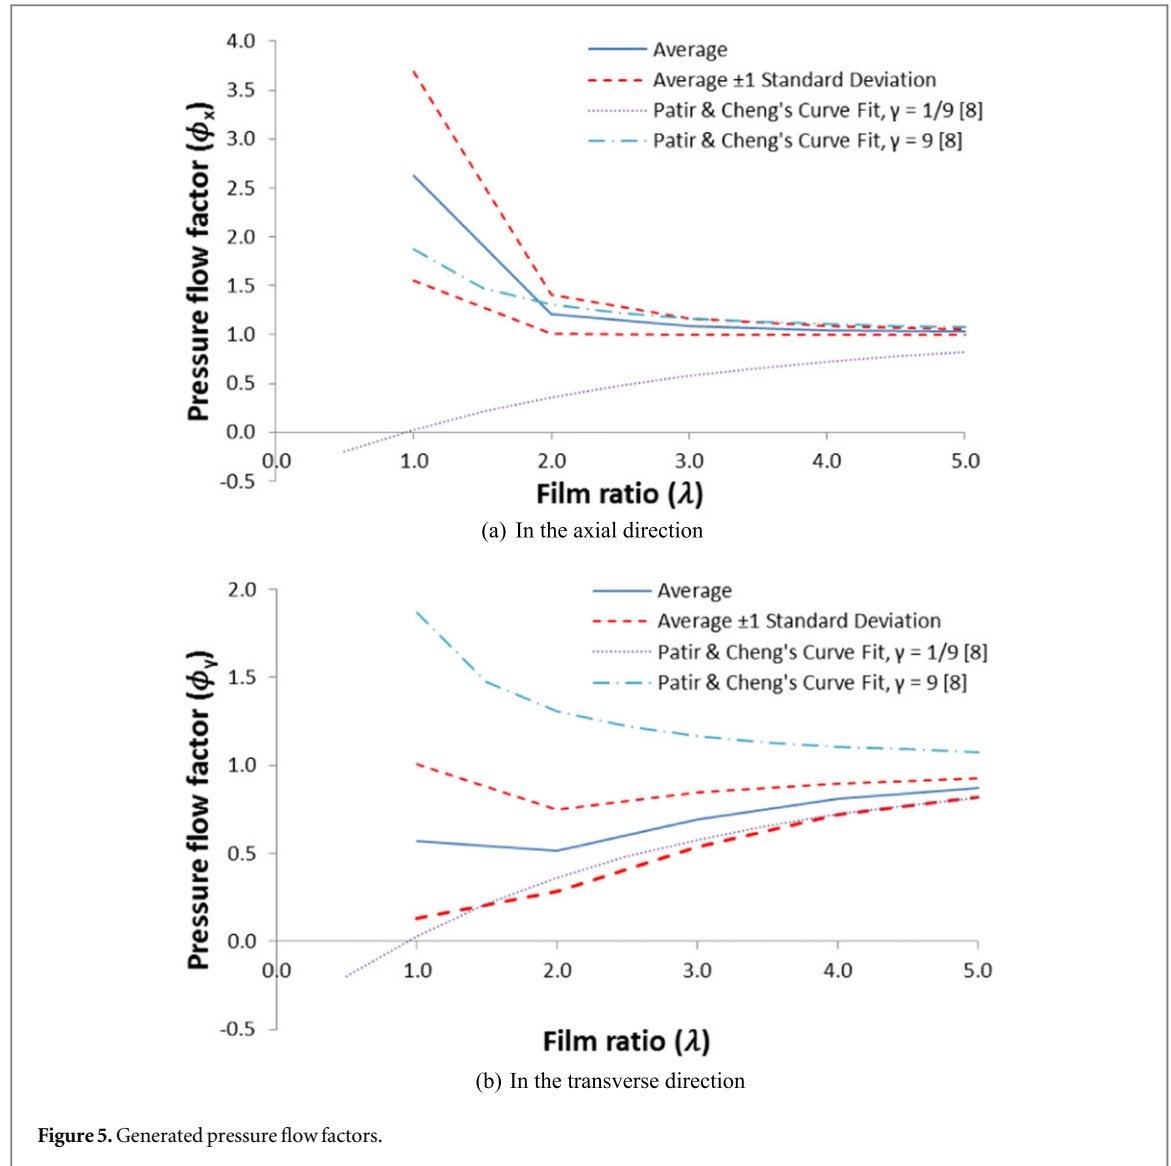 4.0
3.5
3.0
2.5
2.0
1.5
1.0
0.5
0.0
-0.5
Pressure flow factor (ϕx)
Average
Average ±1 Standard Deviation
Patir & Cheng's Curve Fit, γ = 1/9 [8]
Patir & Cheng's Curve Fit, γ = 9 [8]
0.0 1.0 2.0 3.0 4.0 5.0
Film ratio (λ)
(a) In the axial direction
2.0
1.5
1.0
0.5
0.0
-0.5
Pressure flow factor (ϕy)
Average
Average ±1 Standard Deviation
Patir & Cheng's Curve Fit, γ = 1/9 [8]
Patir & Cheng's Curve Fit, γ = 9 [8]
0.0 1.0 2.0 3.0 4.0 5.0
Film ratio (λ)
(b) In the transverse direction
Figure 5. Generated pressure flow factors.